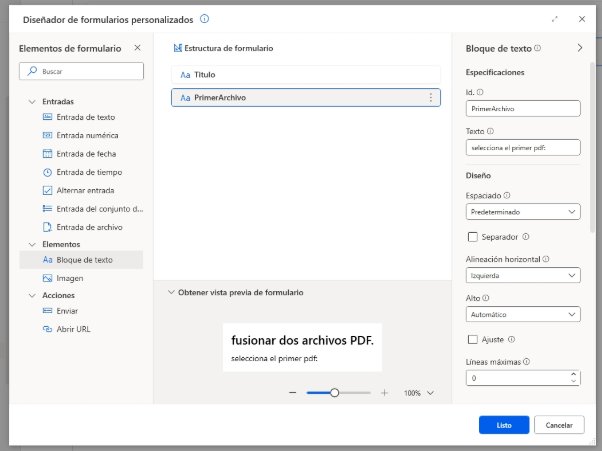 Diseñador de formularios personalizados
Elementos de formulario
Buscar
Entradas
Entrada de texto
Entrada numérica
Entrada de fecha
Entrada de tiempo
Alternar entrada
Entrada del conjunto d...
Entrada de archivo
Elementos
Aa Bloque de texto
Imagen
Acciones
Enviar
Abrir URL
Estructura de formulario
Aa Titulo
Aa PrimerArchivo
Obtener vista previa de formulario
fusionar dos archivos PDF.
selecciona el primer pdf:
100%
Bloque de texto
Especificaciones
Id.
PrimerArchivo
Texto
selecciona el primer pdf:
Diseño
Espaciado
Predeterminado
Separador
Alineación horizontal
Izquierda
Alto
Automático
Ajuste
Líneas máximas
0
Listo
Cancelar